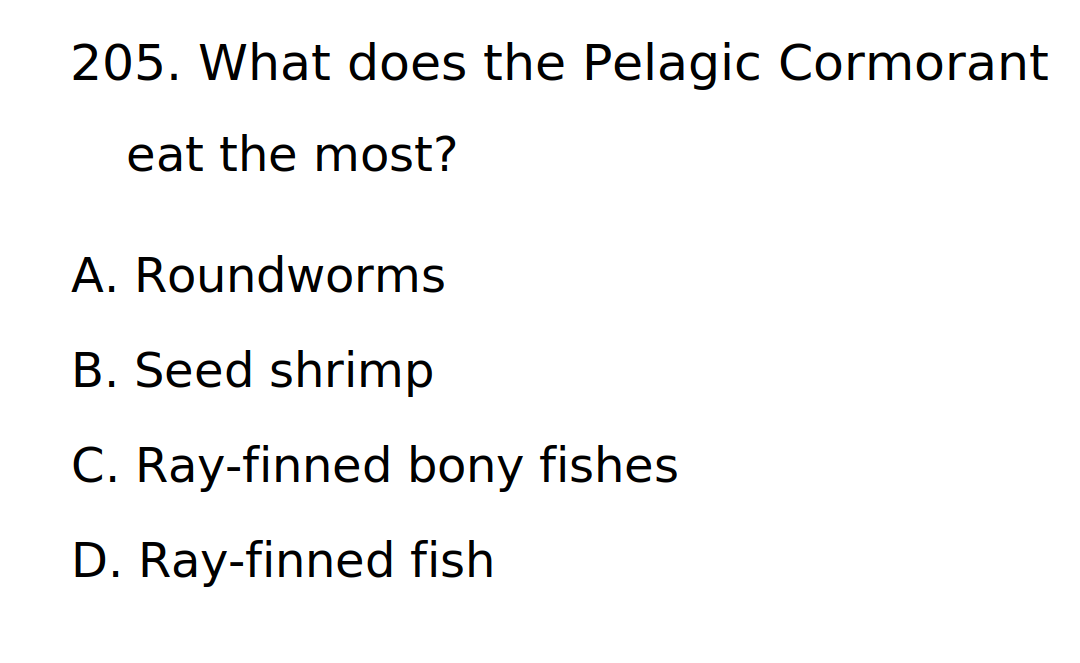 205. What does the Pelagic Cormorant
eat the most?
A. Roundworms
B. Seed shrimp
C. Ray-finned bony fishes
D. Ray-finned fish